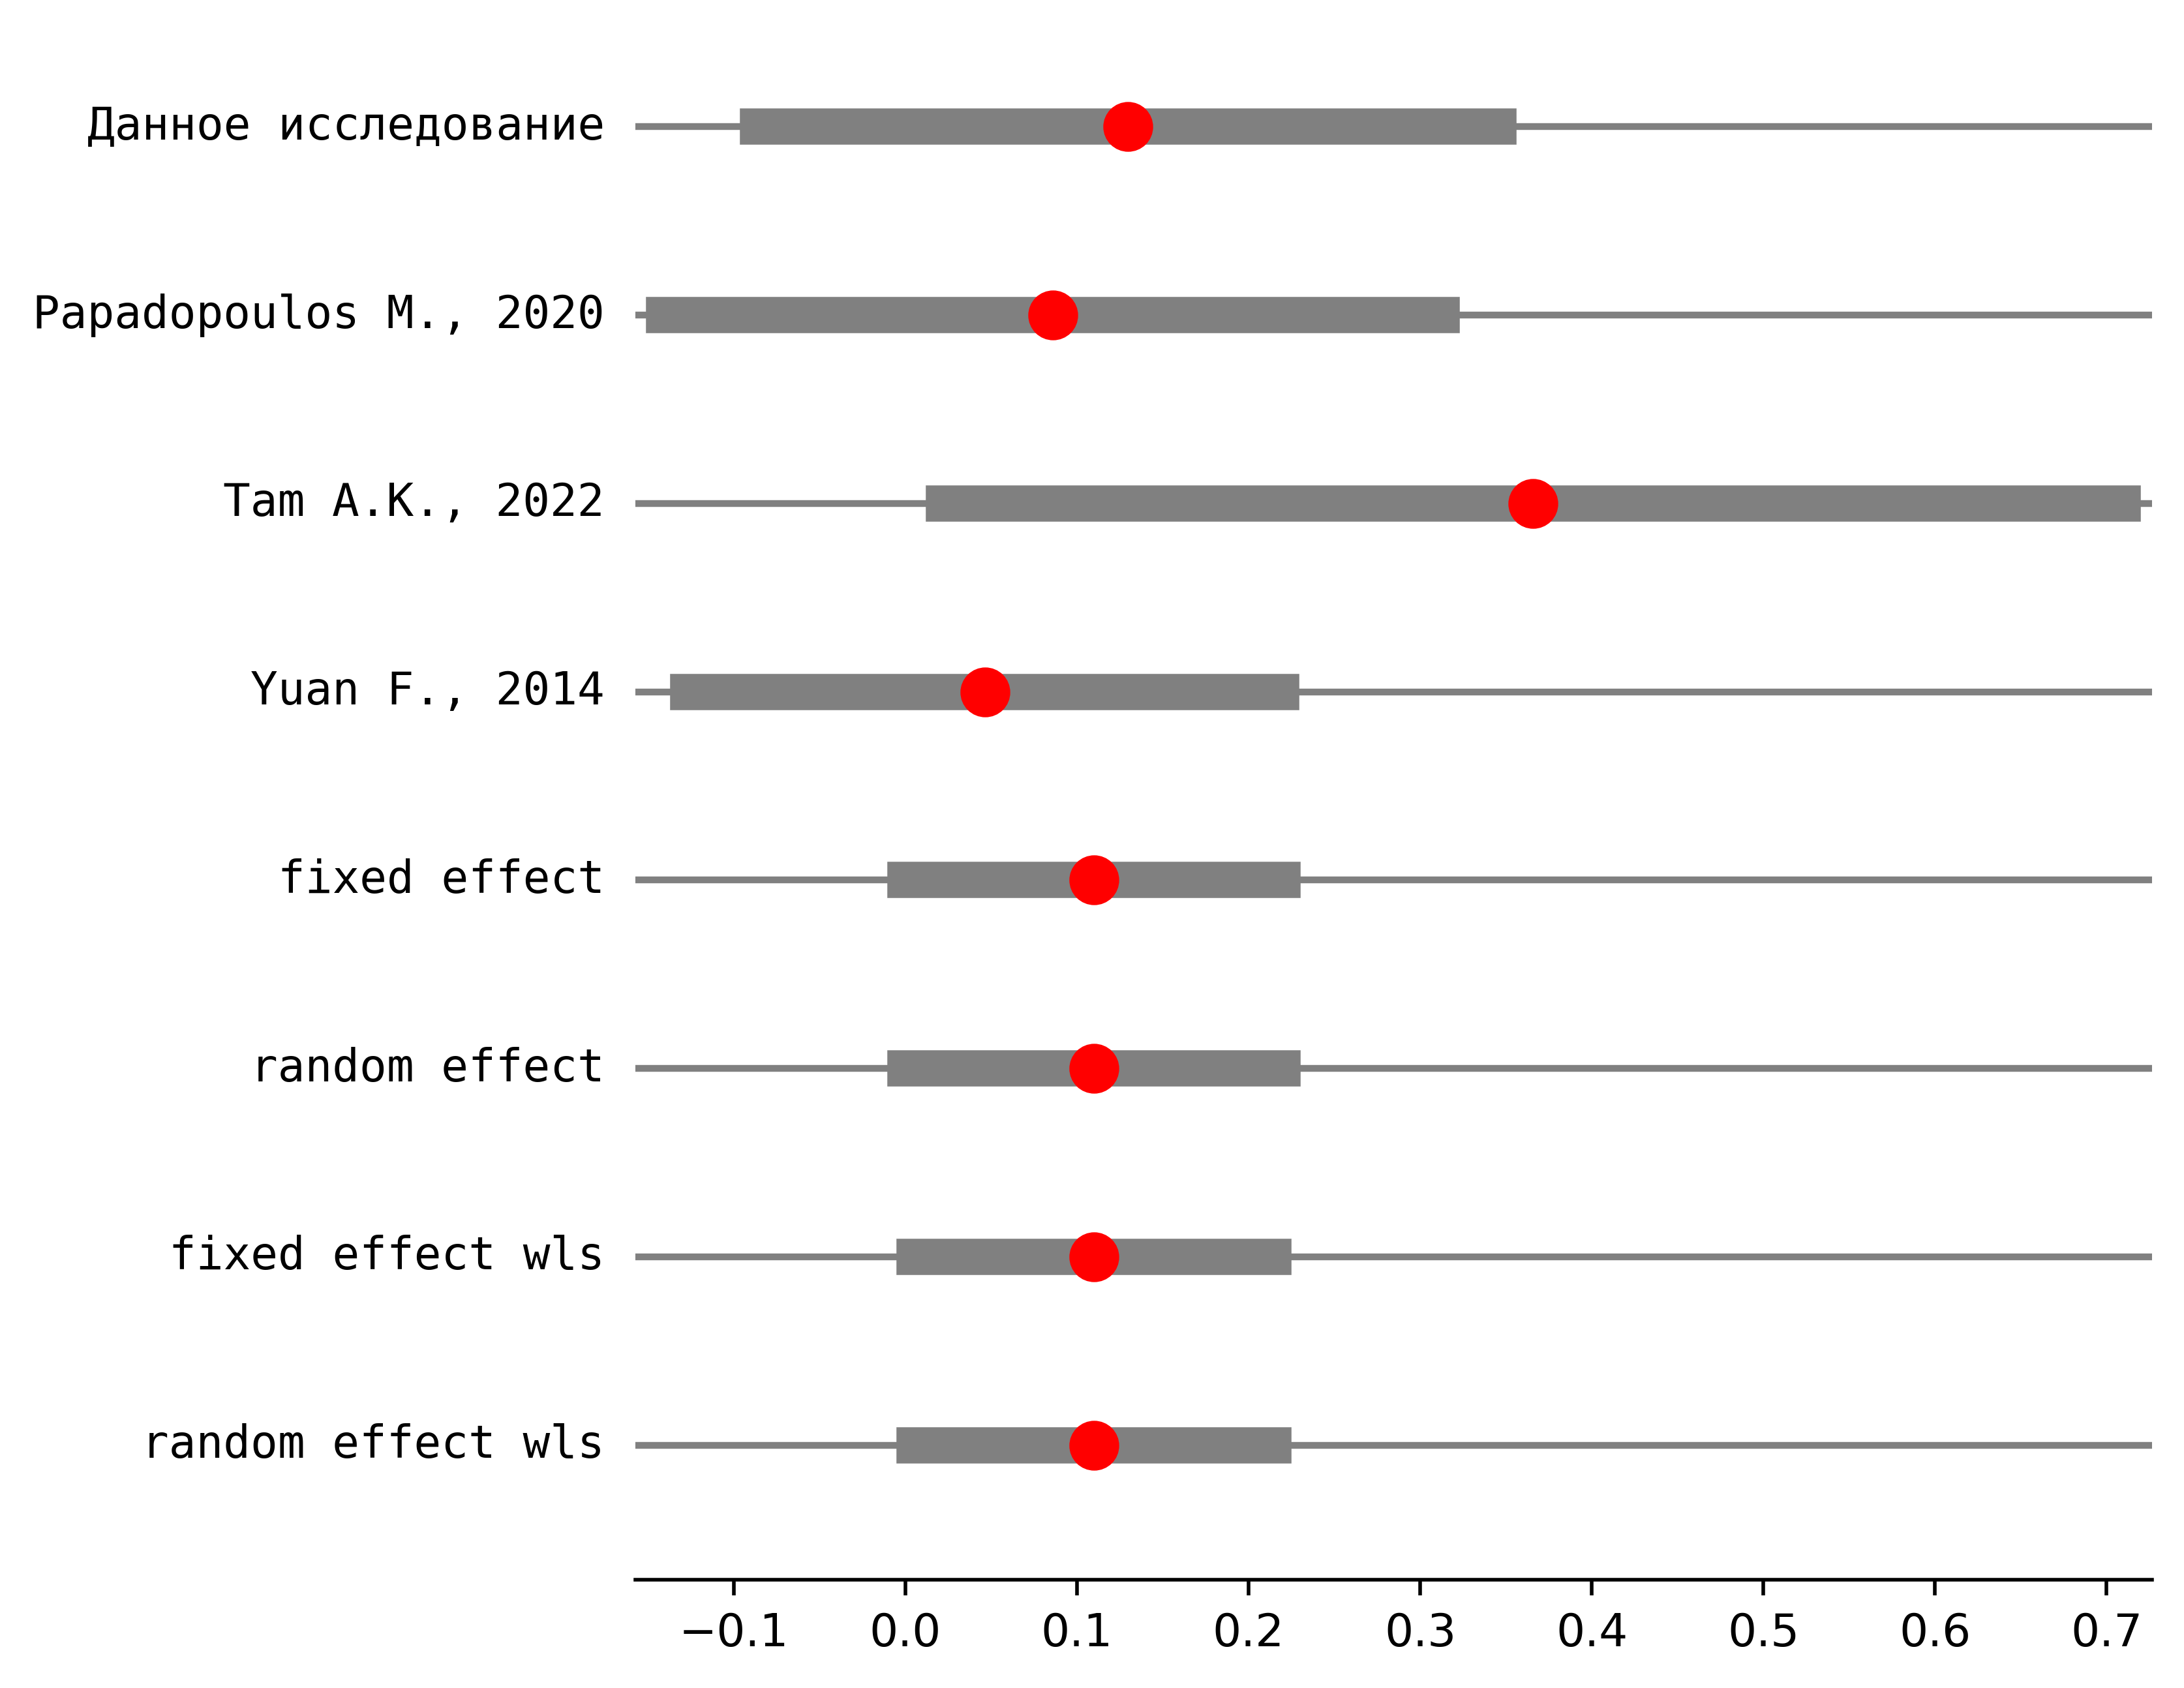 Данное исследование
Papadopoulos M., 2020
Tam A.K., 2022
Yuan F., 2014
fixed effect
random effect
fixed effect wls
random effect wls
−0.1 0.0 0.1 0.2 0.3 0.4 0.5 0.6 0.7